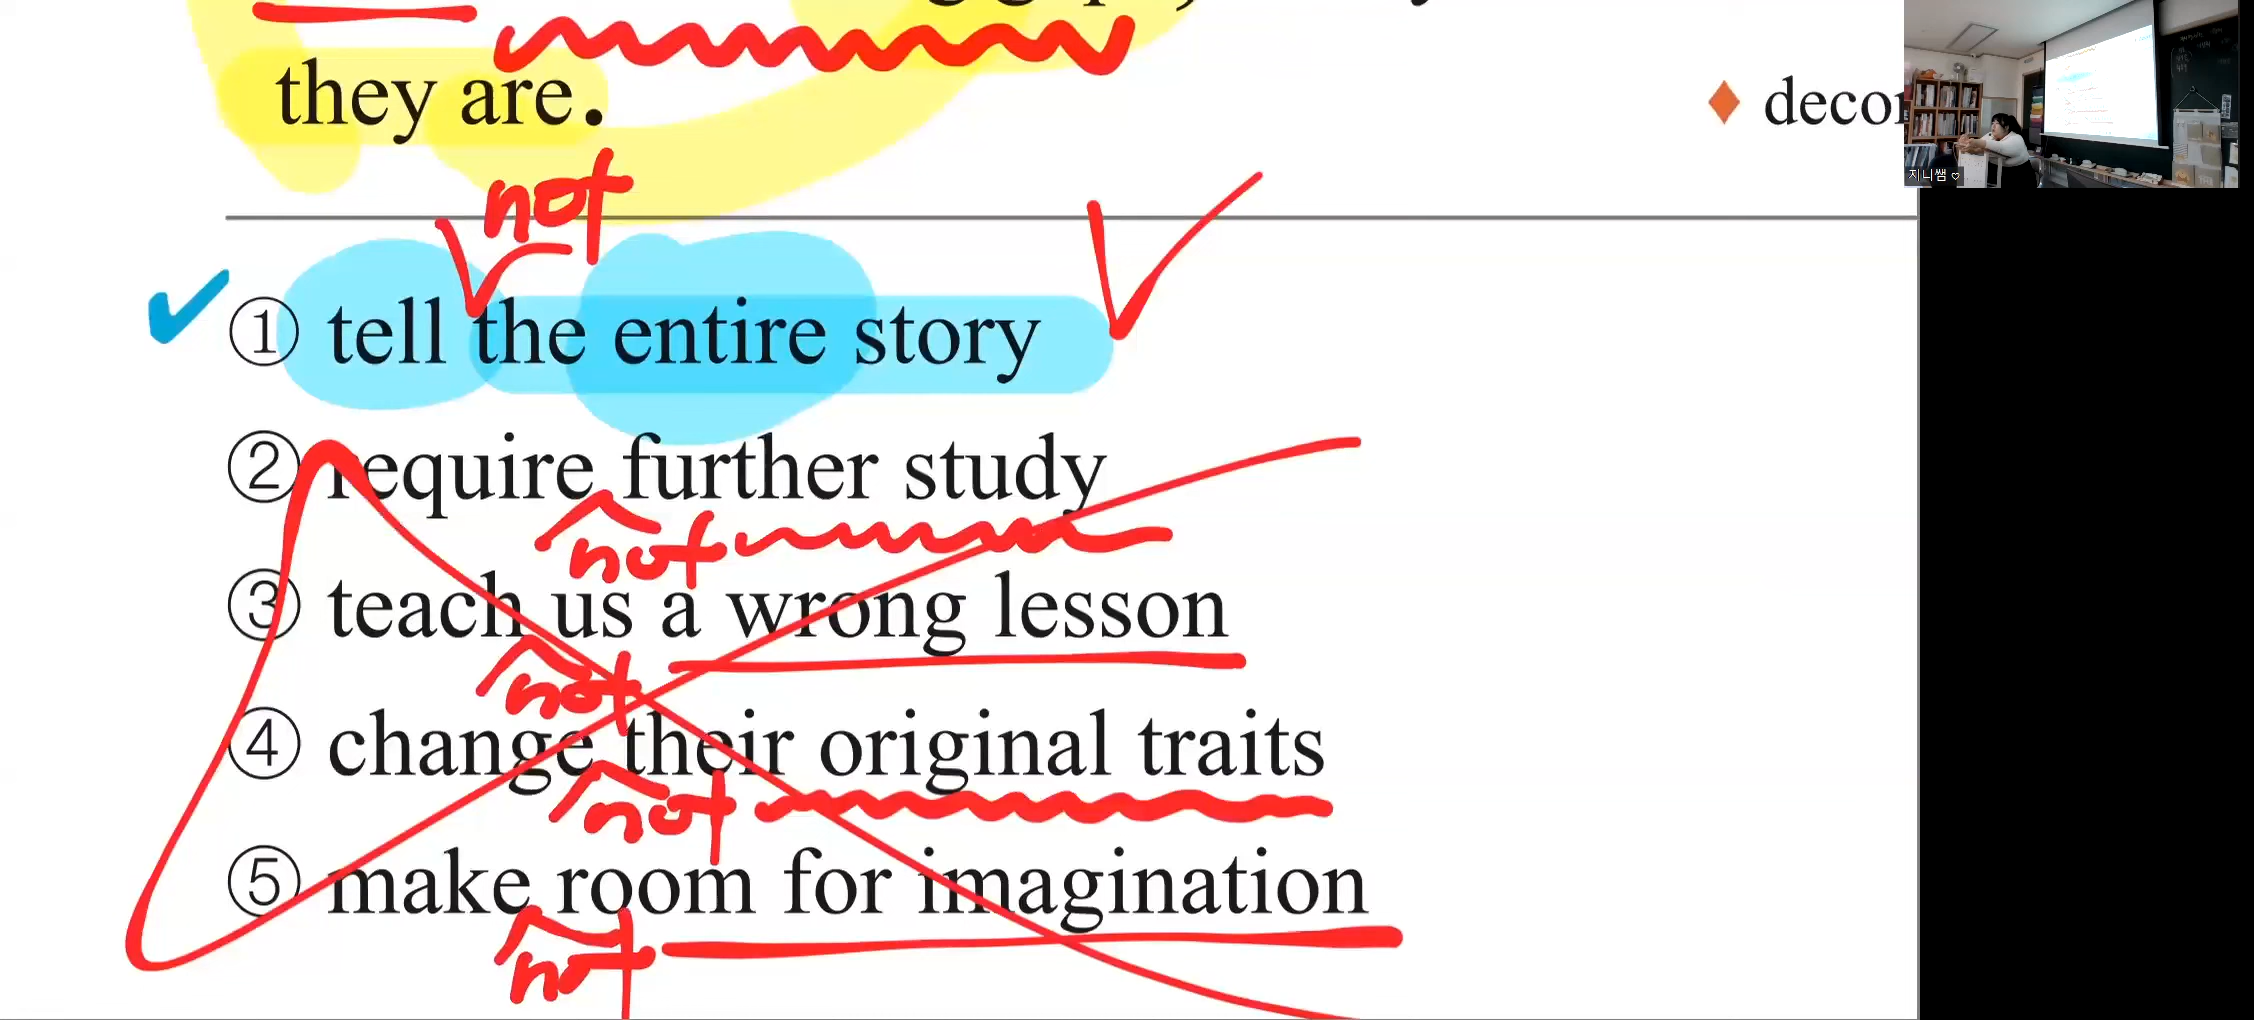 they are.
♦ decor
지니쌤 ♡
not
① tell the entire story
② require further study
not
③ teach us a wrong lesson
not
④ change their original traits
not
⑤ make room for imagination
not